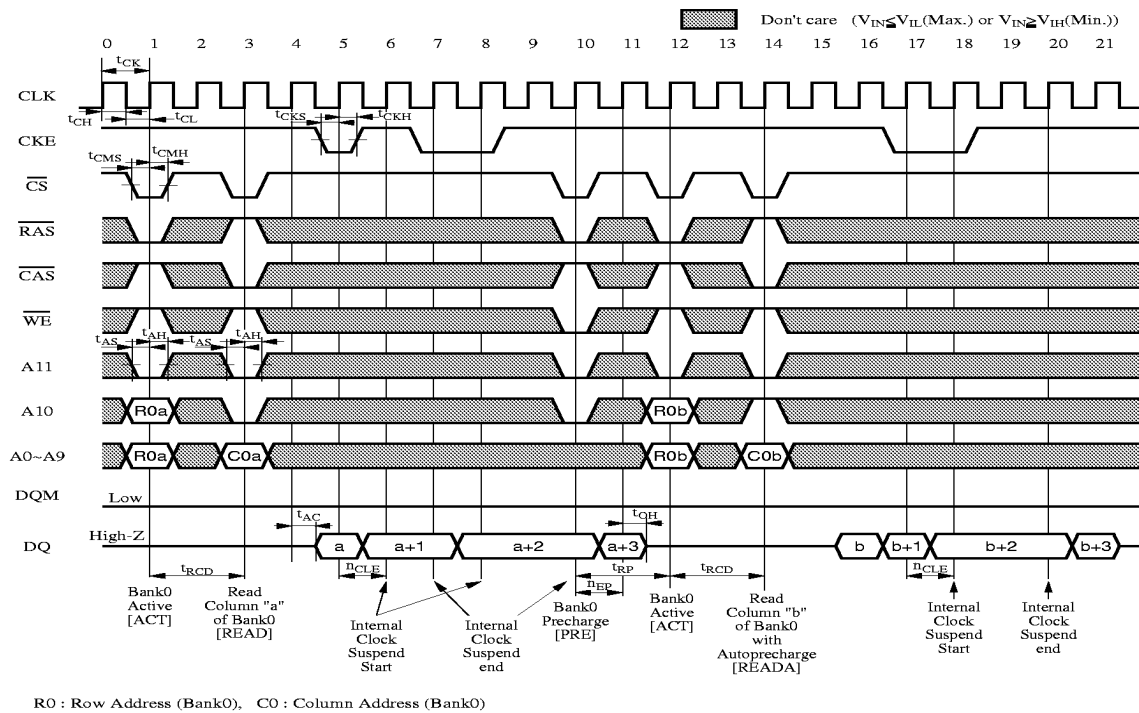 Don't care (VIN≤VIL(Max.) or VIN≧VIH(Min.))
0 1 2 3 4 5 6 7 8 9 10 11 12 13 14 15 16 17 18 19 20 21
tCK
CLK
tCH tCL
tCKS tCKH
CKE
tCMS tCMH
CS
RAS
CAS
WE
tAS tAH tAS tAH
A11
A10 R0a R0b
A0~A9 R0a C0a R0b C0b
DQM Low
tAC tOH
DQ High-Z a a+1 a+2 a+3 b b+1 b+2 b+3
tRCD nCLE tRP tRCD nCLE
nEP
Bank0
Active
[ACT]
Read
Column "a"
of Bank0
[READ]
Internal
Clock
Suspend
Start
Internal
Clock
Suspend
end
Bank0
Precharge
[PRE]
Bank0
Active
[ACT]
Read
Column "b"
of Bank0
with
Autoprecharge
[READA]
Internal
Clock
Suspend
Start
Internal
Clock
Suspend
end
R0 : Row Address (Bank0), C0 : Column Address (Bank0)